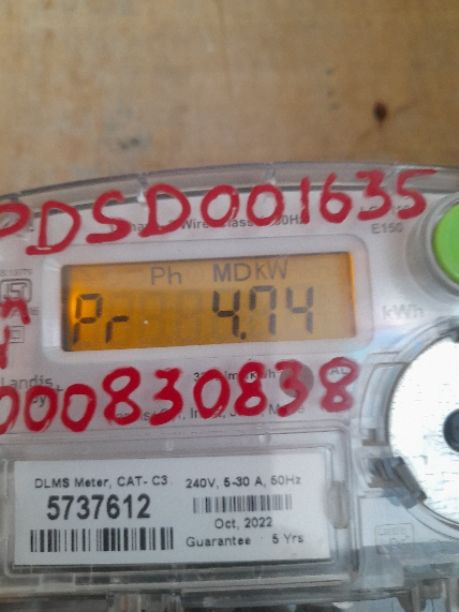 PDSD001635
E150
Ph MDKW
Pr 4.74
kWh
Landis
000830838
DLMS Meter, CAT- C3 240V, 5-30 A, 50Hz
5737612
Oct, 2022
Guarantee : 5 Yrs